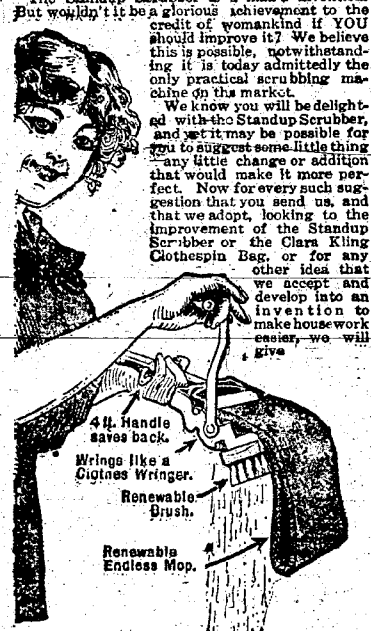 But wouldn't it be a glorious achievement to the
credit of womankind if YOU
should improve it? We believe
this is possible, notwithstand-
ing it is today admittedly the
only practical scrubbing ma-
chine on the market.
We know you will be delight-
ed with the Standup Scrubber,
and yet it may be possible for
you to suggest some little thing
—any little change or addition
that would make it more per-
fect. Now for every such sug-
gestion that you send us, and
that we adopt, looking to the
improvement of the Standup
Scrubber or the Clara Kling
Clothespin Bag, or for any
other idea that
we accept and
develop into an
invention to
make housework
easier, we will
give
4 ft. Handle
saves back.
Wrings like a
Clothes Wringer.
Renewable
Brush.
Renewable
Endless Mop.